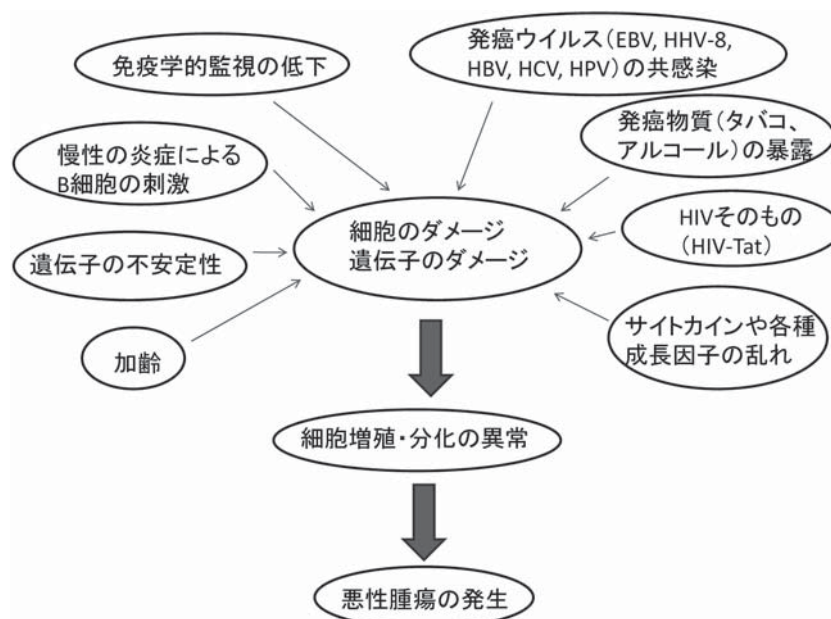 免疫学的監視の低下
発癌ウイルス（EBV, HHV-8,
HBV, HCV, HPV）の共感染
発癌物質（タバコ、
アルコール）の暴露
慢性の炎症による
B細胞の刺激
細胞のダメージ
遺伝子のダメージ
HIVそのもの
（HIV-Tat）
遺伝子の不安定性
サイトカインや各種
成長因子の乱れ
加齢
細胞増殖・分化の異常
悪性腫瘍の発生